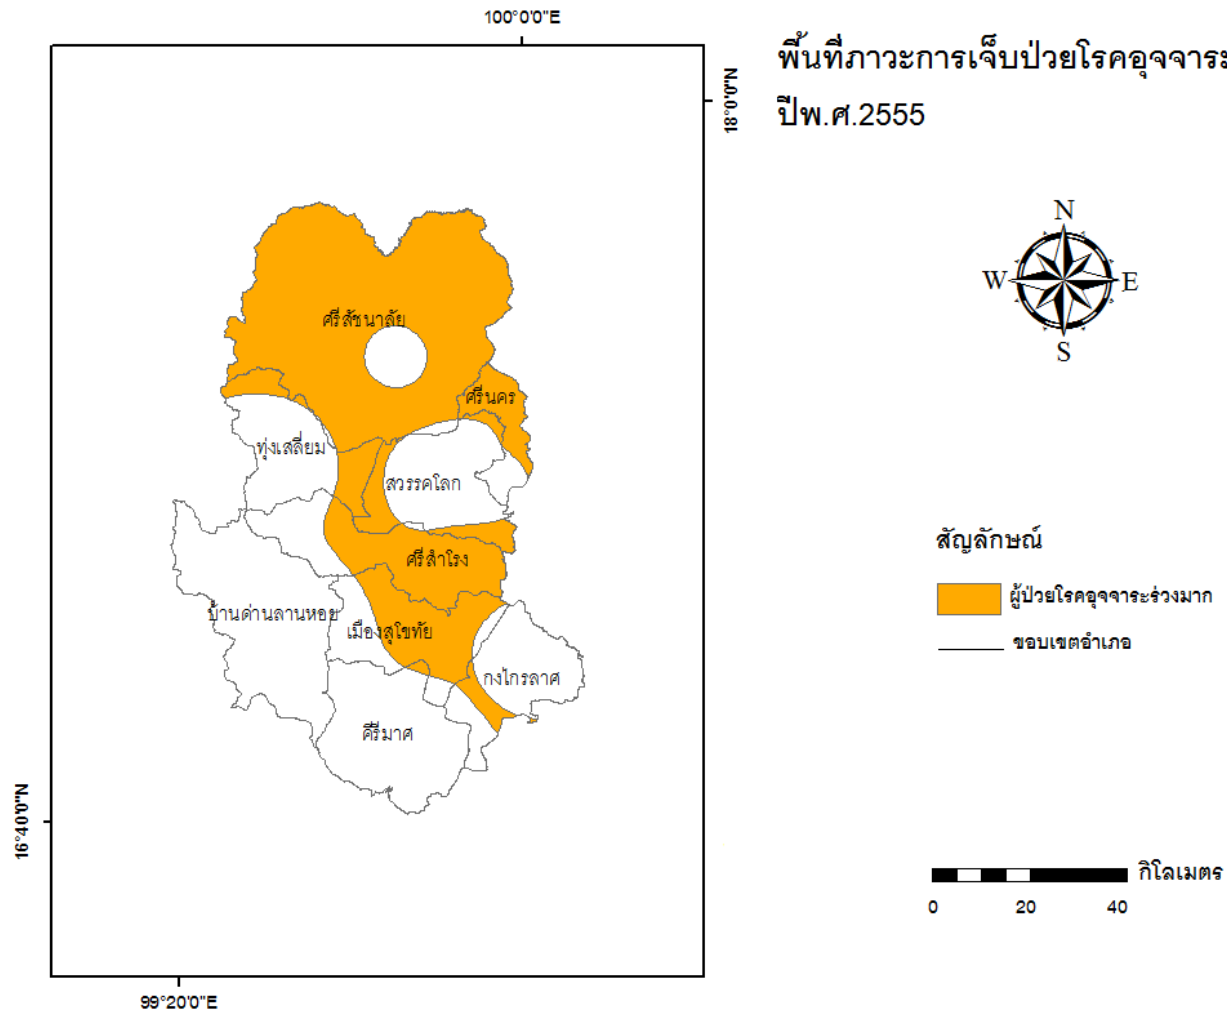 100°0'0"E
พื้นที่ภาวะการเจ็บป่วยโรคอุจจาระ
ปีพ.ศ.2555
18°0'0"N
N
W
E
S
ศรีสัชนาลัย
ศรีนคร
ทุ่งเสลี่ยม
สวรรคโลก
ศรีสำโรง
บ้านด่านลานหอย
เมืองสุโขทัย
กงไกรลาศ
คีรีมาศ
สัญลักษณ์
ผู้ป่วยโรคอุจจาระร่วงมาก
ขอบเขตอำเภอ
16°40'0"N
กิโลเมตร
0 20 40
99°20'0"E